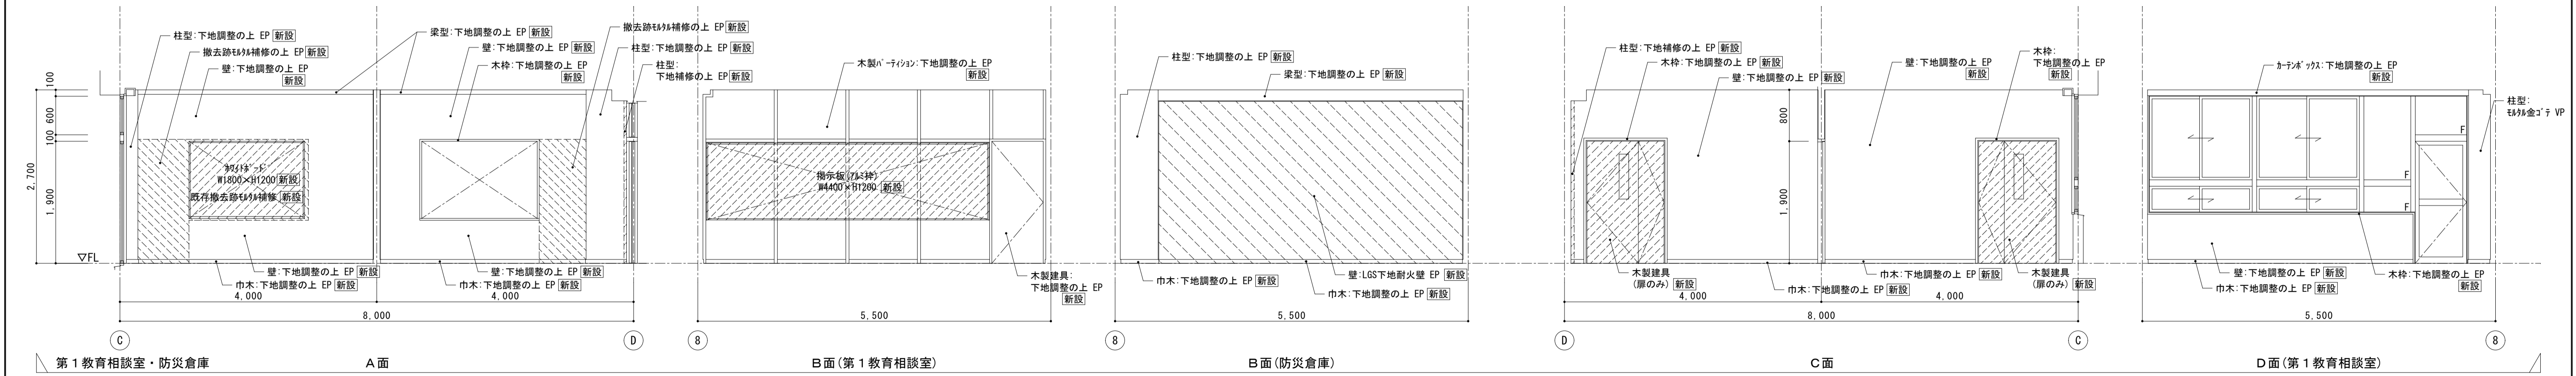 柱型:下地調整の上 EP 新設
撤去跡ﾓﾙﾀﾙ補修の上 EP 新設
壁:下地調整の上 EP
新設
梁型:下地調整の上 EP 新設
壁:下地調整の上 EP 新設
木枠:下地調整の上 EP
新設
撤去跡ﾓﾙﾀﾙ補修の上 EP 新設
柱型:下地調整の上 EP 新設
柱型:
下地補修の上 EP 新設
100
600
100
1,900
2,700
▽FL
ﾎﾜｲﾄﾎﾞｰﾄﾞ
W1800×H1200 新設
既存撤去跡ﾓﾙﾀﾙ補修 新設
壁:下地調整の上 EP 新設
巾木:下地調整の上 EP 新設
壁:下地調整の上 EP 新設
巾木:下地調整の上 EP 新設
4,000
4,000
8,000
C
D
第1教育相談室・防災倉庫
A面
木製ﾊﾟｰﾃｨｼｮﾝ:下地調整の上 EP
新設
掲示板(ｱﾙﾐ枠)
W4400×H1200 新設
木製建具:
下地調整の上 EP
新設
5,500
8
B面(第1教育相談室)
柱型:下地調整の上 EP 新設
梁型:下地調整の上 EP 新設
壁:LGS下地耐火壁 EP 新設
巾木:下地調整の上 EP 新設
巾木:下地調整の上 EP 新設
5,500
8
B面(防災倉庫)
柱型:下地補修の上 EP 新設
木枠:下地調整の上 EP 新設
壁:下地調整の上 EP 新設
壁:下地調整の上 EP
新設
木枠:
下地調整の上 EP
新設
800
1,900
木製建具
(扉のみ) 新設
巾木:下地調整の上 EP 新設
巾木:下地調整の上 EP 新設
木製建具
(扉のみ) 新設
4,000
4,000
8,000
D
C
C面
ｶｰﾃﾝﾎﾞｯｸｽ:下地調整の上 EP
新設
柱型:
ﾓﾙﾀﾙ金ｺﾞﾃ VP
F
F
F
壁:下地調整の上 EP 新設
巾木:下地調整の上 EP 新設
木枠:下地調整の上 EP
新設
5,500
8
D面(第1教育相談室)